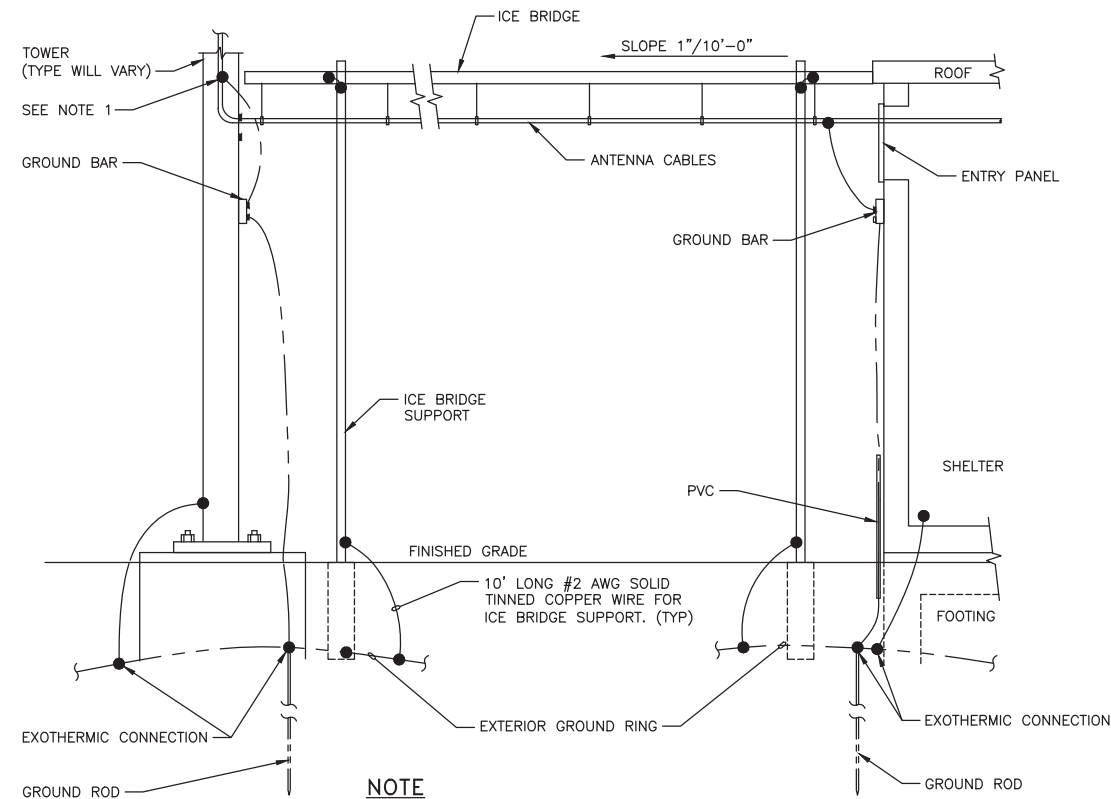 ICE BRIDGE
SLOPE 1"/10'-0"
TOWER
(TYPE WILL VARY)
ROOF
SEE NOTE 1
ANTENNA CABLES
GROUND BAR
ENTRY PANEL
GROUND BAR
ICE BRIDGE
SUPPORT
SHELTER
PVC
FINISHED GRADE
10' LONG #2 AWG SOLID
TINNED COPPER WIRE FOR
ICE BRIDGE SUPPORT. (TYP)
FOOTING
EXTERIOR GROUND RING
EXOTHERMIC CONNECTION
EXOTHERMIC CONNECTION
GROUND ROD
GROUND ROD
NOTE